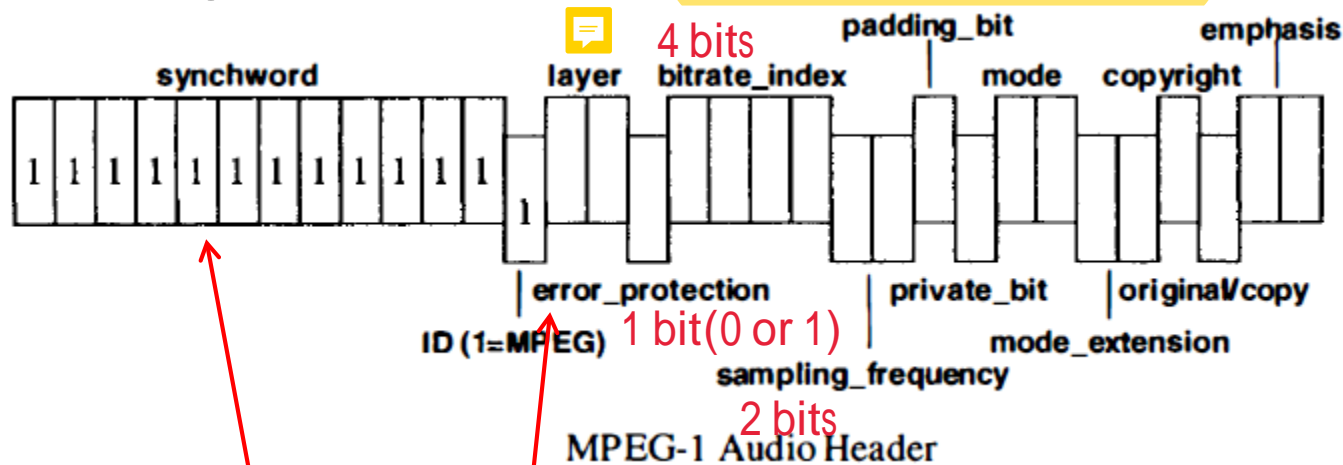 padding_bit emphasis
4 bits
synchword layer bitrate_index mode copyright
1 1 1 1 1 1 1 1 1 1 1 1
1
error_protection private_bit original/copy
ID (1=MPEG) 1 bit(0 or 1) mode_extension
sampling_frequency
2 bits
MPEG-1 Audio Header